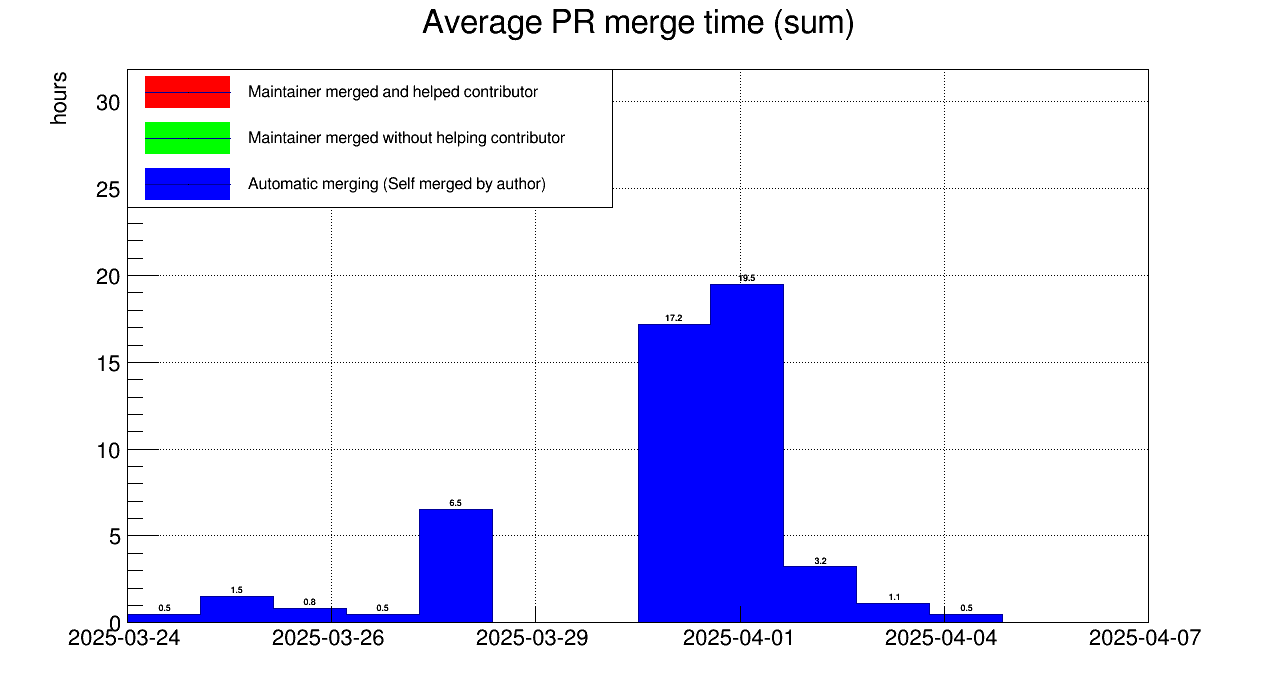 Average PR merge time (sum)
hours
Maintainer merged and helped contributor
Maintainer merged without helping contributor
Automatic merging (Self merged by author)
30
25
20
15
10
5
0
0.5
1.5
0.8
0.5
6.5
17.2
19.5
3.2
1.1
0.5
2025-03-24 2025-03-26 2025-03-29 2025-04-01 2025-04-04 2025-04-07